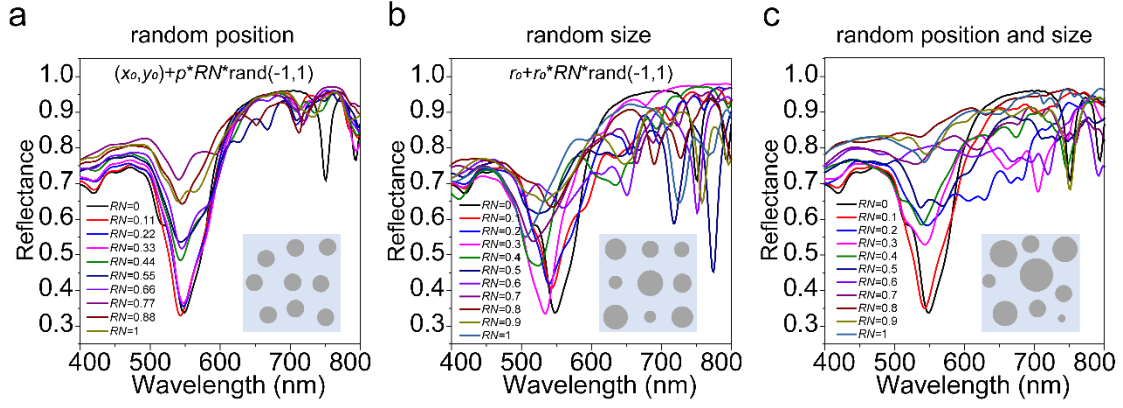 a
random position
(x₀,y₀)+p*RN*rand(-1,1)
Reflectance
1.0
0.9
0.8
0.7
0.6
0.5
0.4
0.3
RN=0
RN=0.11
RN=0.22
RN=0.33
RN=0.44
RN=0.55
RN=0.66
RN=0.77
RN=0.88
RN=1
400 500 600 700 800
Wavelength (nm)
b
random size
r₀+r₀*RN*rand(-1,1)
Reflectance
1.0
0.9
0.8
0.7
0.6
0.5
0.4
0.3
RN=0
RN=0.1
RN=0.2
RN=0.3
RN=0.4
RN=0.5
RN=0.6
RN=0.7
RN=0.8
RN=0.9
RN=1
400 500 600 700 800
Wavelength (nm)
c
random position and size
Reflectance
1.0
0.9
0.8
0.7
0.6
0.5
0.4
0.3
RN=0
RN=0.1
RN=0.2
RN=0.3
RN=0.4
RN=0.5
RN=0.6
RN=0.7
RN=0.8
RN=0.9
RN=1
400 500 600 700 800
Wavelength (nm)